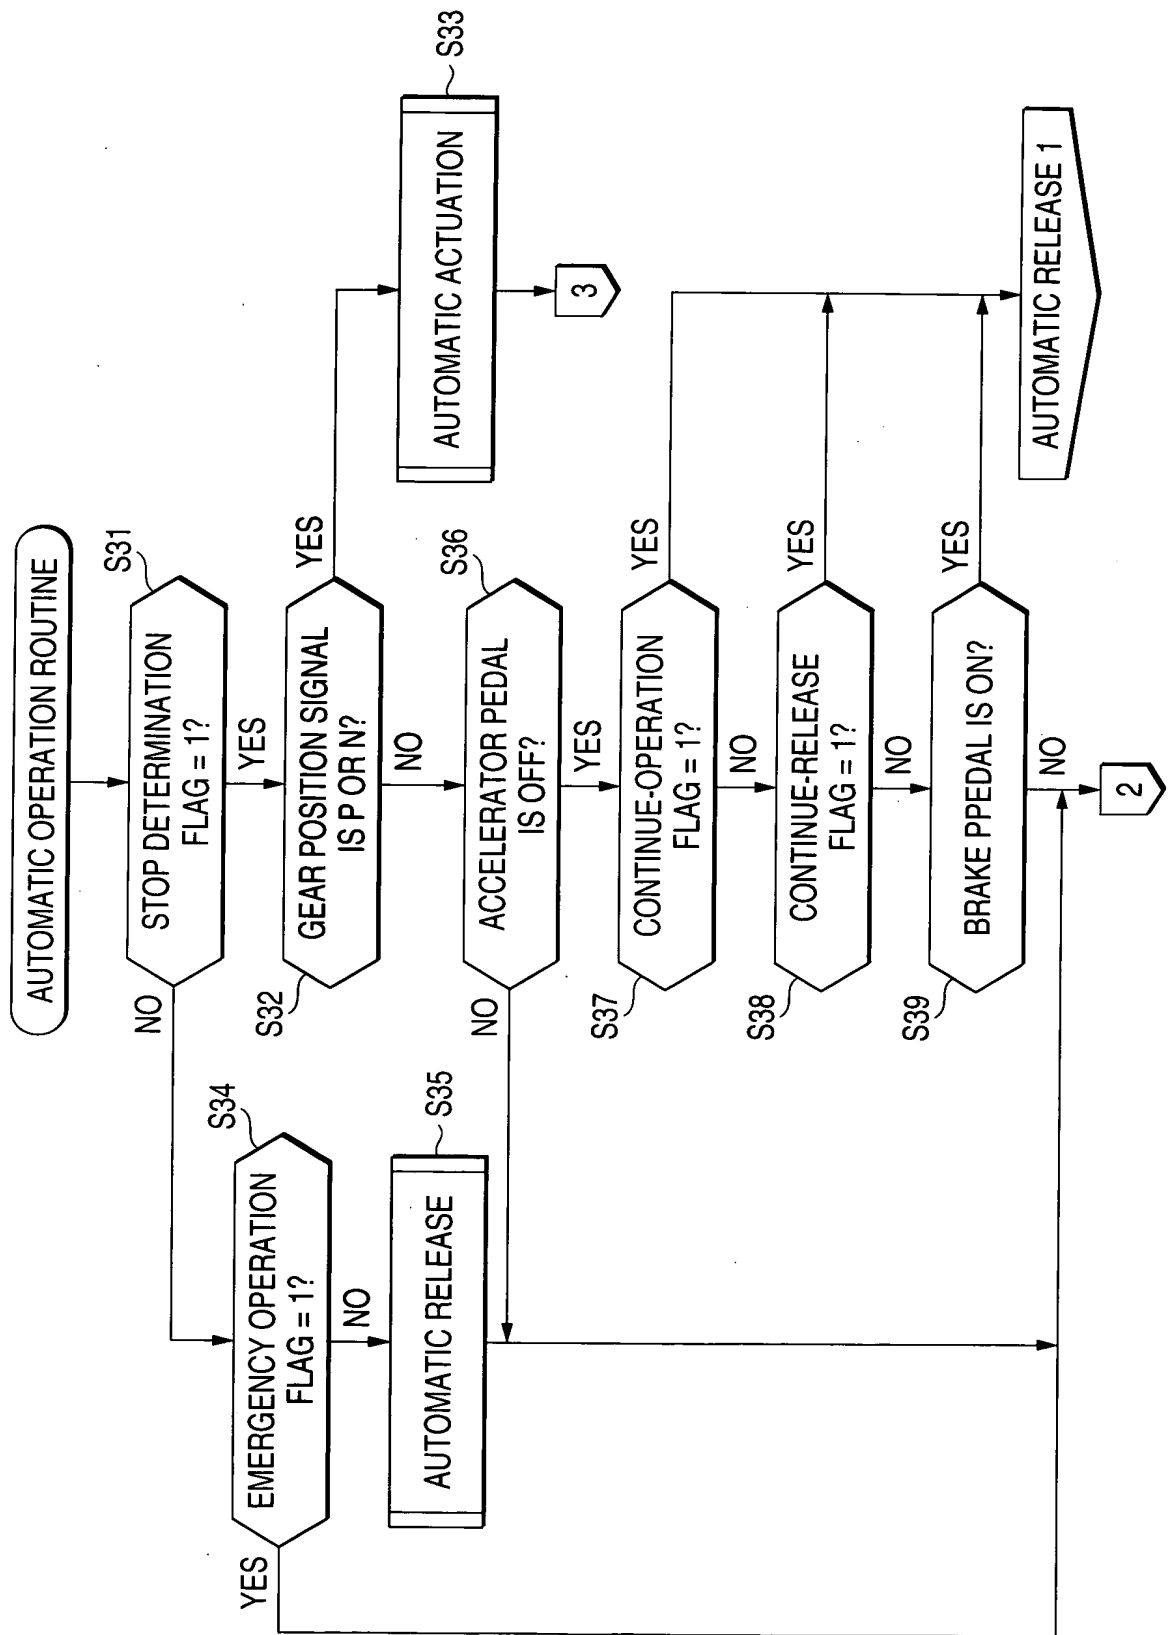 AUTOMATIC OPERATION ROUTINE
S31
STOP DETERMINATION
FLAG = 1?
NO
YES
S32
GEAR POSITION SIGNAL
IS P OR N?
YES
NO
S33
AUTOMATIC ACTUATION
3
S34
EMERGENCY OPERATION
FLAG = 1?
YES
NO
S35
AUTOMATIC RELEASE
S36
ACCELERATOR PEDAL
IS OFF?
NO
YES
S37
CONTINUE-OPERATION
FLAG = 1?
YES
NO
S38
CONTINUE-RELEASE
FLAG = 1?
YES
NO
S39
BRAKE PPEDAL IS ON?
YES
NO
AUTOMATIC RELEASE 1
2